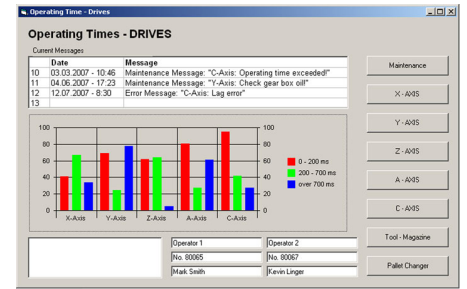 Operating Time - Drives
Operating Times - DRIVES
Current Messages
Date Message
10 03.03.2007 - 10:46 Maintenance Message: "C-Axis: Operating time exceeded!"
11 04.06.2007 - 17:23 Maintenance Message: "Y-Axis: Check gear box oil!"
12 12.07.2007 - 8:30 Error Message: "C-Axis: Lag error"
13
100 100
80 80
60 60
40 40
20 20
0 0
X-Axis Y-Axis Z-Axis A-Axis C-Axis
0 - 200 ms
200 - 700 ms
over 700 ms
Operator 1 Operator 2
No. 80065 No. 80067
Mark Smith Kevin Linger
Maintenance
X - AXIS
Y - AXIS
Z - AXIS
A - AXIS
C - AXIS
Tool - Magazine
Pallet Changer